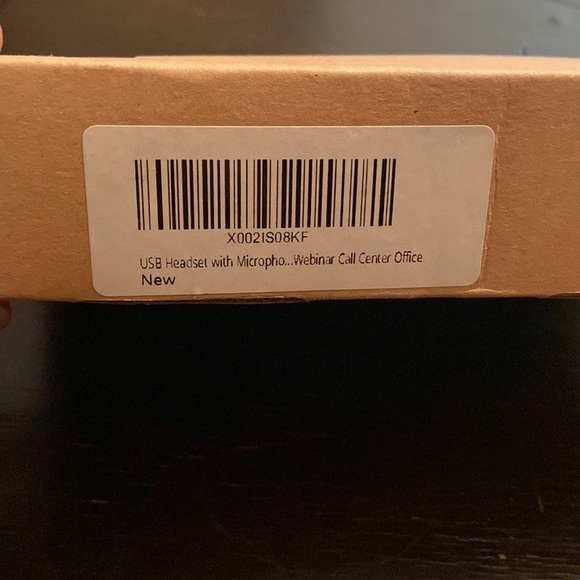 X002IS08KF
USB Headset with Micropho...Webinar Call Center Office
New